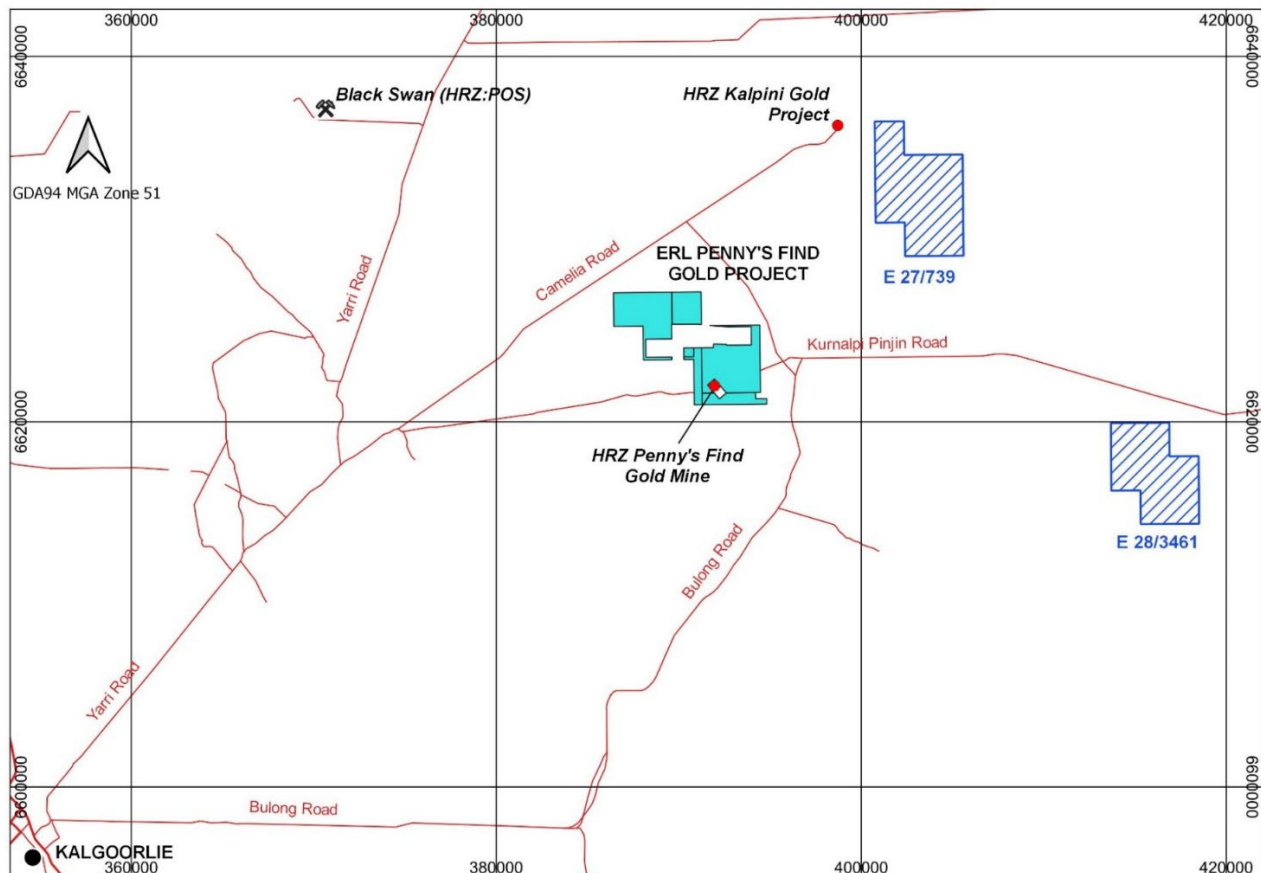 360000
380000
400000
420000
6640000
6640000
Black Swan (HRZ:POS)
HRZ Kalpini Gold
Project
GDA94 MGA Zone 51
Yarri Road
Camelia Road
ERL PENNY'S FIND
GOLD PROJECT
E 27/739
Kurnalpi Pinjin Road
6620000
6620000
HRZ Penny's Find
Gold Mine
Bulong Road
E 28/3461
Yarri Road
6600000
6600000
Bulong Road
KALGOORLIE
360000
380000
400000
420000